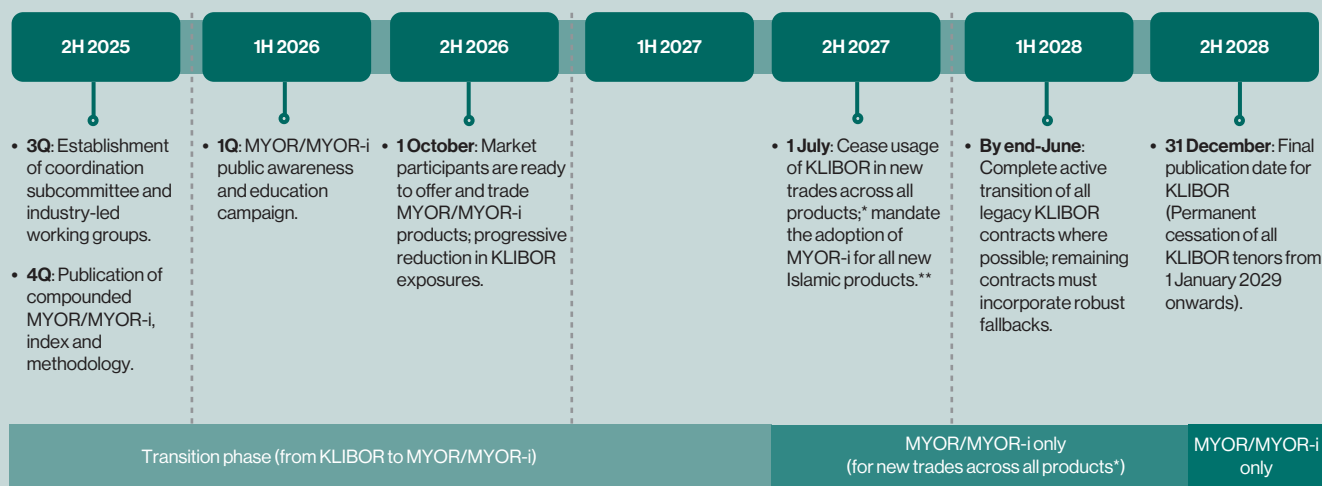 2H 2025
1H 2026
2H 2026
1H 2027
2H 2027
1H 2028
2H 2028
• 3Q: Establishment
of coordination
subcommittee and
industry-led
working groups.
• 4Q: Publication of
compounded
MYOR/MYOR-i,
index and
methodology.
• 1Q: MYOR/MYOR-i
public awareness
and education
campaign.
• 1 October: Market
participants are ready
to offer and trade
MYOR/MYOR-i
products; progressive
reduction in KLIBOR
exposures.
• 1 July: Cease usage
of KLIBOR in new
trades across all
products;* mandate
the adoption of
MYOR-i for all new
Islamic products.**
• By end-June:
Complete active
transition of all
legacy KLIBOR
contracts where
possible; remaining
contracts must
incorporate robust
fallbacks.
• 31 December: Final
publication date for
KLIBOR
(Permanent
cessation of all
KLIBOR tenors from
1 January 2029
onwards).
Transition phase (from KLIBOR to MYOR/MYOR-i)
MYOR/MYOR-i only
(for new trades across all products*)
MYOR/MYOR-i
only